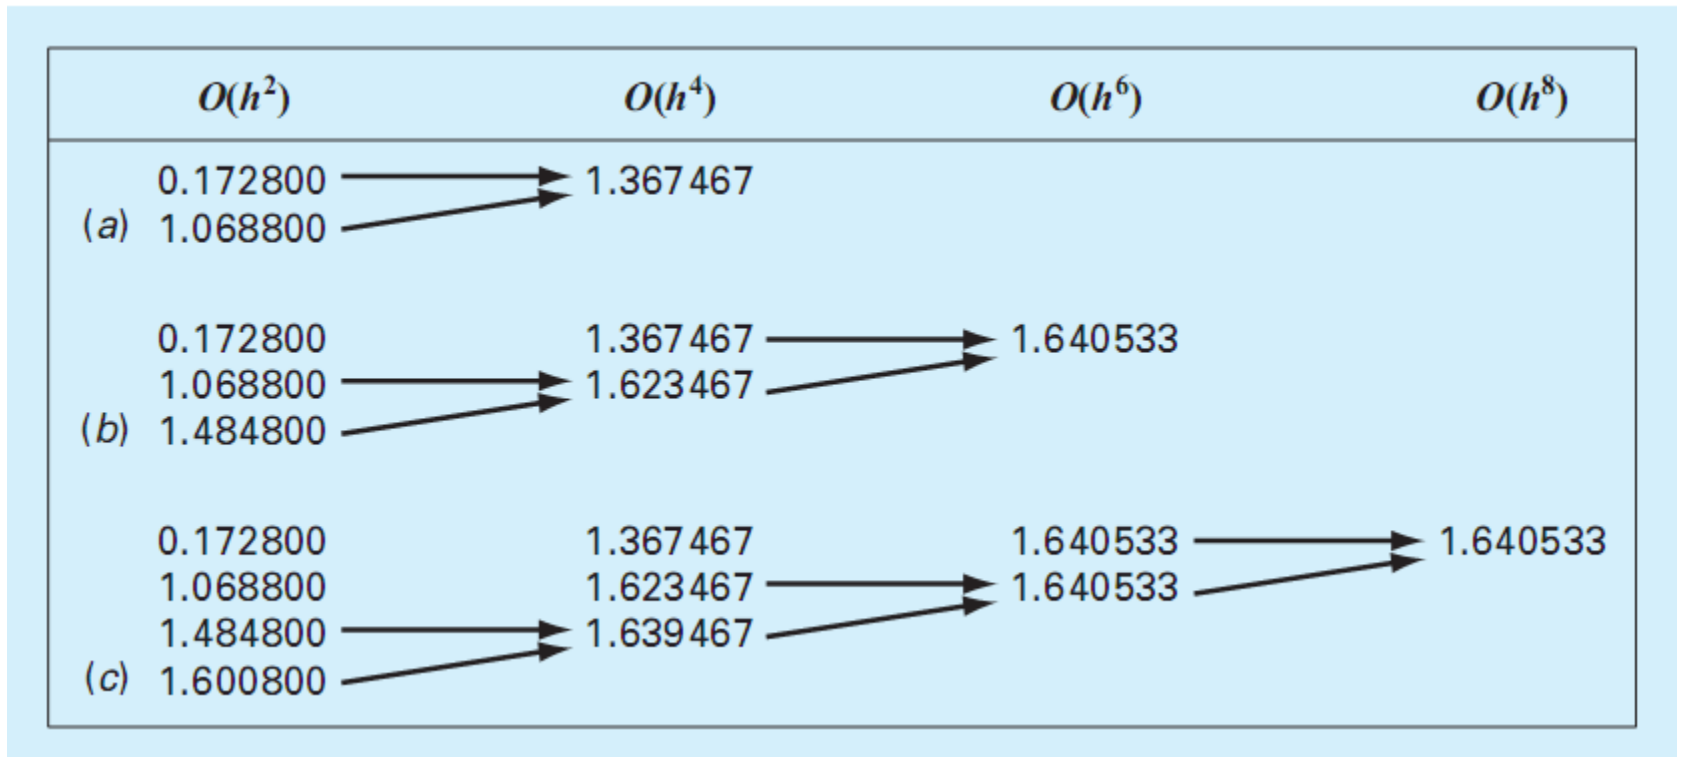 O(h²) O(h⁴) O(h⁶) O(h⁸)
0.172800 1.367467
(a) 1.068800
0.172800 1.367467 1.640533
1.068800 1.623467
(b) 1.484800
0.172800 1.367467 1.640533 1.640533
1.068800 1.623467 1.640533
1.484800 1.639467
(c) 1.600800